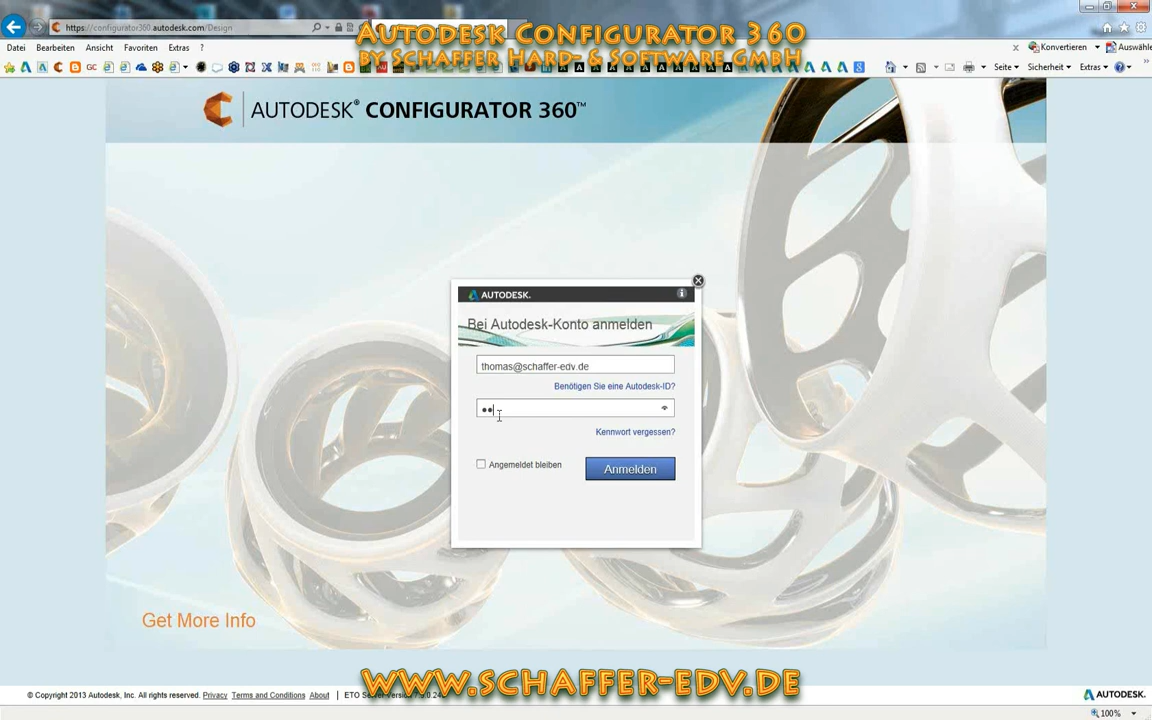 https://configurator360.autodesk.com/Design
AUTODESK CONFIGURATOR 360
BY SCHAFFER HARD- & SOFTWARE GMBH
Datei Bearbeiten Ansicht Favoriten Extras ?
x Konvertieren Auswähle
GC
Seite Sicherheit Extras
AUTODESK® CONFIGURATOR 360™
AUTODESK.
Bei Autodesk-Konto anmelden
thomas@schaffer-edv.de
Benötigen Sie eine Autodesk-ID?
Kennwort vergessen?
Angemeldet bleiben
Anmelden
Get More Info
WWW.SCHAFFER-EDV.DE
© Copyright 2013 Autodesk, Inc. All rights reserved. Privacy Terms and Conditions About | ETO
AUTODESK.
100%